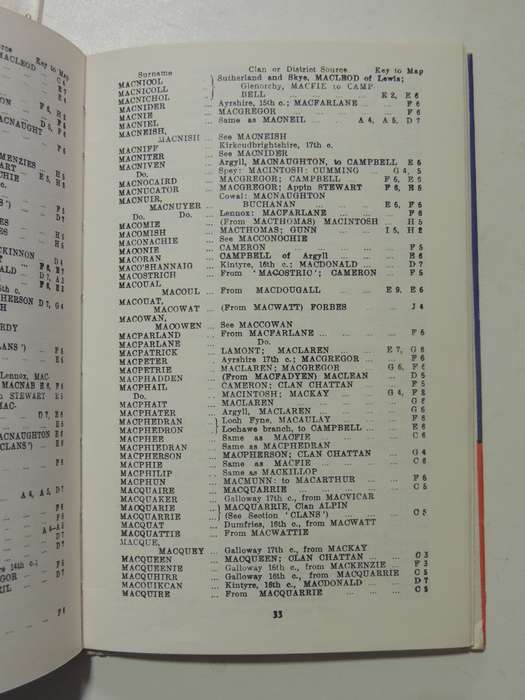 Surname Clan or District Source Key to Map
MACNICOL Sutherland and Skye, MACLEOD of Lewis;
MACNICOLL Glenorchy, MACFIE to CAMP
MACNICHOL BELL ... E 2, E 6
MACNIDER ... Ayrshire, 15th c.; MACFARLANE ... F 6
MACNIE ... MACGREGOR ... F 6
MACNIEL ... Same as MACNEIL ... A 4, A 5, D 7
MACNEISH,
MACNISH ... See MACNEISH
MACNIFF ... Kirkcudbrightshire, 17th c.
MACNITER ... See MACNIDER
MACNIVEN ... Argyll, MACNAUGHTON, to CAMPBELL E 6
Do. ... Spey: MACINTOSH: CUMMING ... G 4, 5
MACNOCAIRD ... MACGREGOR; CAMPBELL ... F 6, E 6
MACNUCATOR ... MACGREGOR; Appin STEWART F 6, E 5
MACNUIR, Cowal: MACNAUGHTON
MACNUYER ... BUCHANAN ... E 6, F 6
Do. Do. ... Lennox: MACFARLANE ... F 6
MACOMIE ... (From MACTHOMAS) MACINTOSH ... H 5
MACOMISH ... MACTHOMAS; GUNN ... I 5, H 2
MACONACHIE ... See MACCONOCHIE
MACONIE ... CAMERON ... F 5
MACORAN ... CAMPBELL of Argyll ... E 6
MACO'SHANNAIG ... Kintyre, 16th c.; MACDONALD ... D 7
MACOSTRICH ... From 'MACOSTRIC'; CAMERON F 5
MACOUAL,
MACOUL ... From MACDOUGALL ... E 9, E 6
MACOUAT,
MACOWAT ... (From MACWATT) FORBES ... J 4
MACOWAN,
MACOWEN ... See MACCOWAN
MACPARLAND ... From MACFARLANE ... F 6
MACPARLANE ... Do.
MACPATRICK ... LAMONT; MACLAREN ... E 7, G 6
MACPETER ... Ayrshire 17th c.; MACGREGOR ... F 6
MACPETRIE ... MACLAREN; MACGREGOR G 6, F 6
MACPHADDEN ... (From MACFADYEN) MACLEAN ... D 6
MACPHAIL ... CAMERON; CLAN CHATTAN ... F 5
Do. ... MACINTOSH; MACKAY ... G 4, F 2
MACPHAIT ... MACLAREN ... G 6
MACPHATER ... Argyll, MACLAREN ... G 6
MACPHEDRAN Loch Fyne, MACAULAY ... F 6
MACPHEDRON Lochawe branch, to CAMPBELL ... E 6
MACPHEE ... Same as MACFIE ... C 6
MACPHIEDRAN ... Same as MACPHEDRAN
MACPHERSON ... MACPHERSON; CLAN CHATTAN ... G 4
MACPHIE ... Same as MACFIE ... C 6
MACPHILIP ... Same as MACKILLOP
MACPHUN ... MACMUNN: to MACARTHUR ... F 6
MACQUAIRE ... MACQUARRIE ... C 5
MACQUAKER ... Galloway 17th c., from MACVICAR
MACQUARIE MACQUARRIE, Clan ALPIN
MACQUARRIE (See Section 'CLANS') ... C 5
MACQUAT ... Dumfries, 16th c., from MACWATT
MACQUATTIE ... From MACWATTIE
MACQUE,
MACQUEY ... Galloway 17th c., from MACKAY
MACQUEEN ... MACQUEEN; CLAN CHATTAN ... C 3
MACQUEENIE ... Galloway 15th c., from MACKENZIE F 3
MACQUHIRR ... Galloway 16th c., from MACQUARRIE C 5
MACQUIKCAN ... Kintyre, 16th c., MACDONALD ... D 7
MACQUIRE ... From MACQUARRIE ... C 5
33